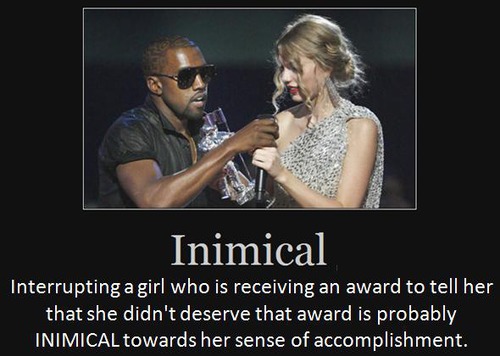 Inimical
Interrupting a girl who is receiving an award to tell her
that she didn't deserve that award is probably
INIMICAL towards her sense of accomplishment.